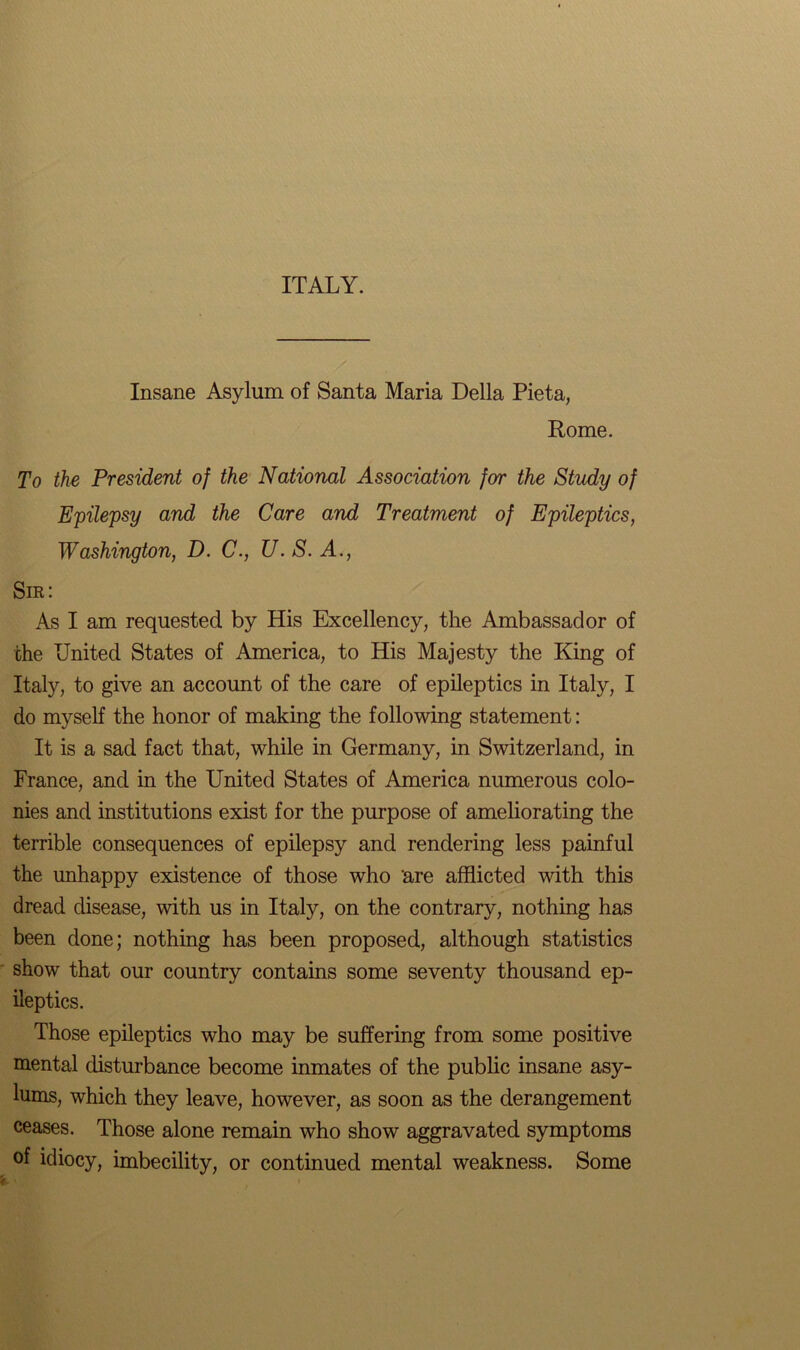 ITALY.
Insane Asylum of Santa Maria Della Pieta,
Rome.
To the President of the National Association for the Study of
Epilepsy and the Care and Treatment of Epileptics,
Washington, D. C., U. S. A.,
Sir:
As I am requested by His Excellency, the Ambassador of
the United States of America, to His Majesty the King of
Italy, to give an account of the care of epileptics in Italy, I
do myself the honor of making the following statement:
It is a sad fact that, while in Germany, in Switzerland, in
France, and in the United States of America numerous colo-
nies and institutions exist for the purpose of ameliorating the
terrible consequences of epilepsy and rendering less painful
the unhappy existence of those who are afflicted with this
dread disease, with us in Italy, on the contrary, nothing has
been done; nothing has been proposed, although statistics
show that our country contains some seventy thousand ep-
ileptics.
Those epileptics who may be suffering from some positive
mental disturbance become inmates of the public insane asy-
lums, which they leave, however, as soon as the derangement
ceases. Those alone remain who show aggravated symptoms
of idiocy, imbecility, or continued mental weakness. Some